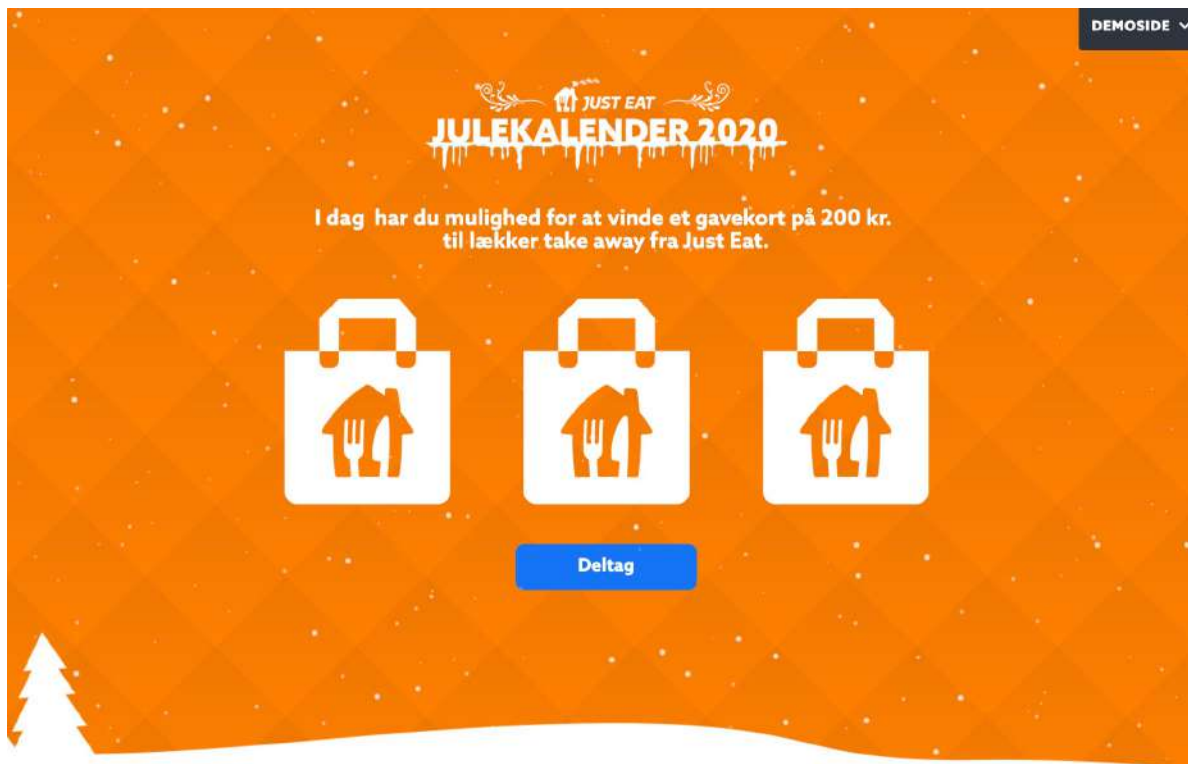 DEMOSIDE
JUST EAT
JULEKALENDER 2020
I dag har du mulighed for at vinde et gavekort på 200 kr.
til lækker take away fra Just Eat.
Deltag